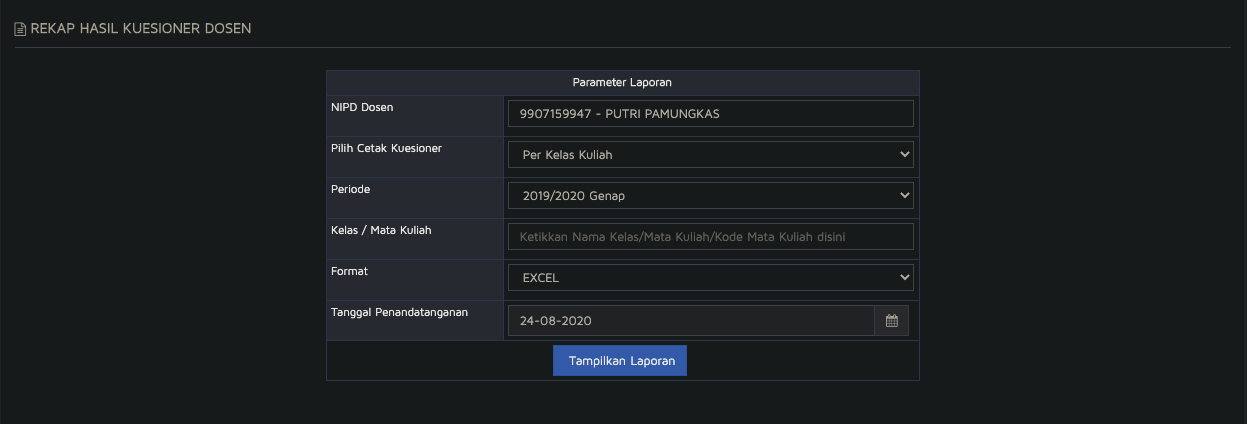 REKAP HASIL KUESIONER DOSEN
Parameter Laporan
NIPD Dosen
9907159947 - PUTRI PAMUNGKAS
Pilih Cetak Kuesioner
Per Kelas Kuliah
Periode
2019/2020 Genap
Kelas / Mata Kuliah
Ketikkan Nama Kelas/Mata Kuliah/Kode Mata Kuliah disini
Format
EXCEL
Tanggal Penandatanganan
24-08-2020
Tampilkan Laporan